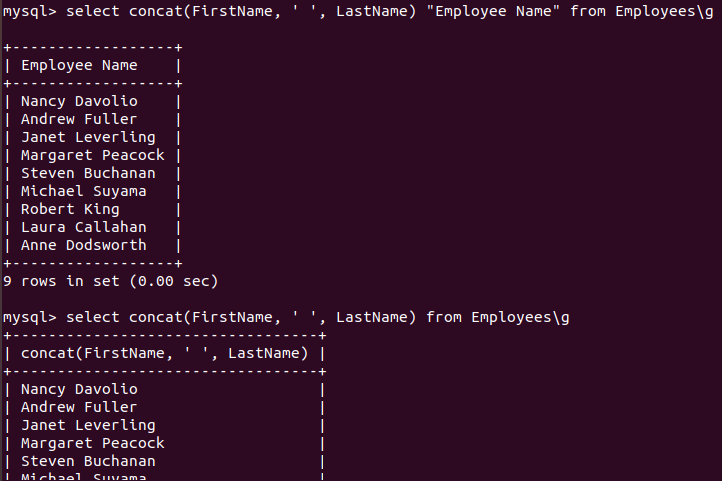 mysql> select concat(FirstName, ' ', LastName) "Employee Name" from Employees\g
+------------------+
| Employee Name    |
+------------------+
| Nancy Davolio    |
| Andrew Fuller    |
| Janet Leverling  |
| Margaret Peacock |
| Steven Buchanan  |
| Michael Suyama   |
| Robert King      |
| Laura Callahan   |
| Anne Dodsworth   |
+------------------+
9 rows in set (0.00 sec)
mysql> select concat(FirstName, ' ', LastName) from Employees\g
+----------------------------------+
| concat(FirstName, ' ', LastName) |
+----------------------------------+
| Nancy Davolio                    |
| Andrew Fuller                    |
| Janet Leverling                  |
| Margaret Peacock                 |
| Steven Buchanan                  |
| Michael Suyama                   |